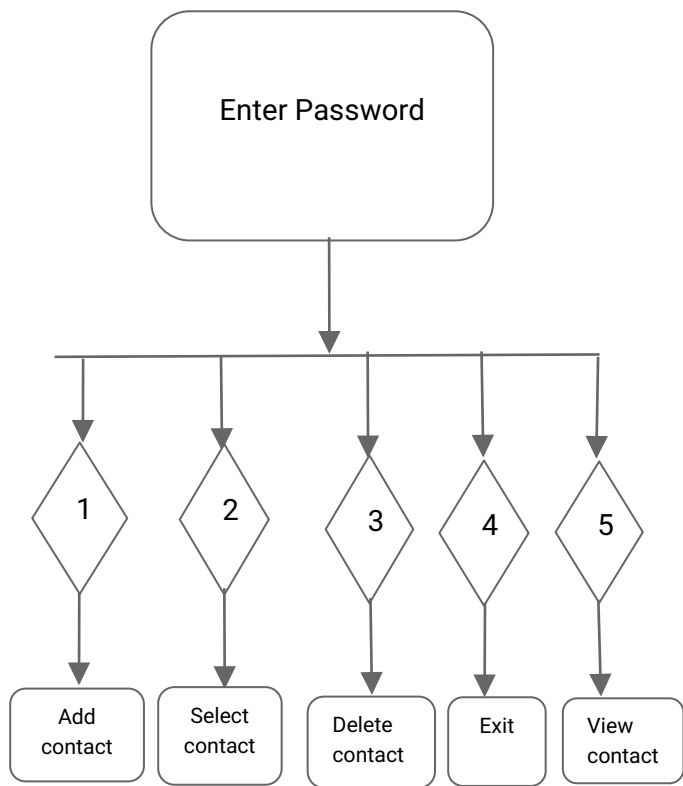 Enter Password
1
2
3
4
5
Add
contact
Select
contact
Delete
contact
Exit
View
contact